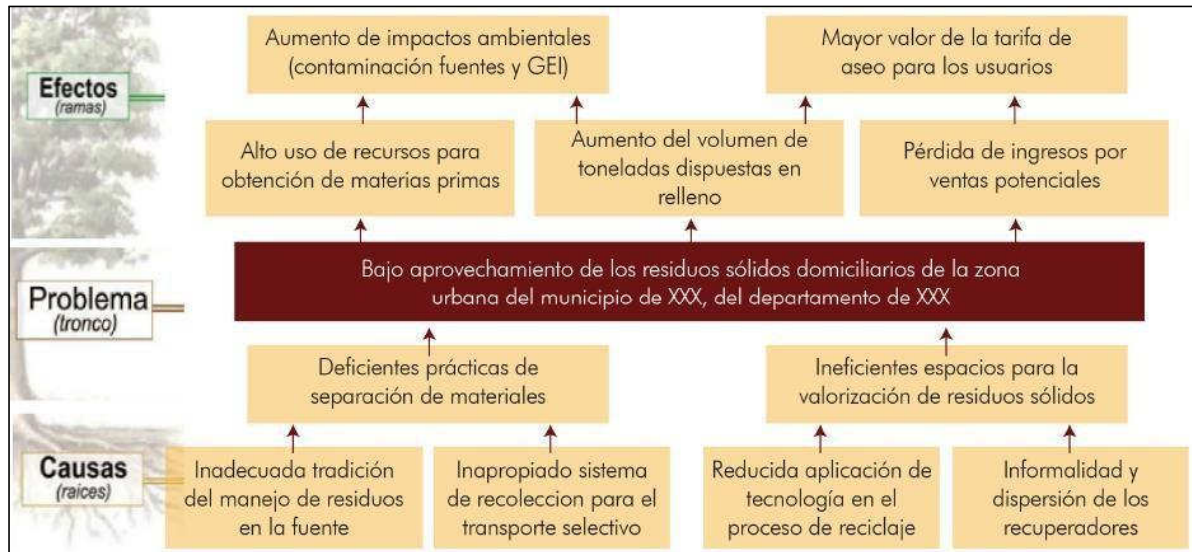 Efectos
(ramas)
Aumento de impactos ambientales
(contaminación fuentes y GEI)
Mayor valor de la tarifa de
aseo para los usuarios
Alto uso de recursos para
obtención de materias primas
Aumento del volumen de
toneladas dispuestas en
relleno
Pérdida de ingresos por
ventas potenciales
Problema
(tronco)
Bajo aprovechamiento de los residuos sólidos domiciliarios de la zona
urbana del municipio de XXX, del departamento de XXX
Deficientes prácticas de
separación de materiales
Ineficientes espacios para la
valorización de residuos sólidos
Causas
(raices)
Inadecuada tradición
del manejo de residuos
en la fuente
Inapropiado sistema
de recoleccion para el
transporte selectivo
Reducida aplicación de
tecnología en el
proceso de reciclaje
Informalidad y
dispersión de los
recuperadores